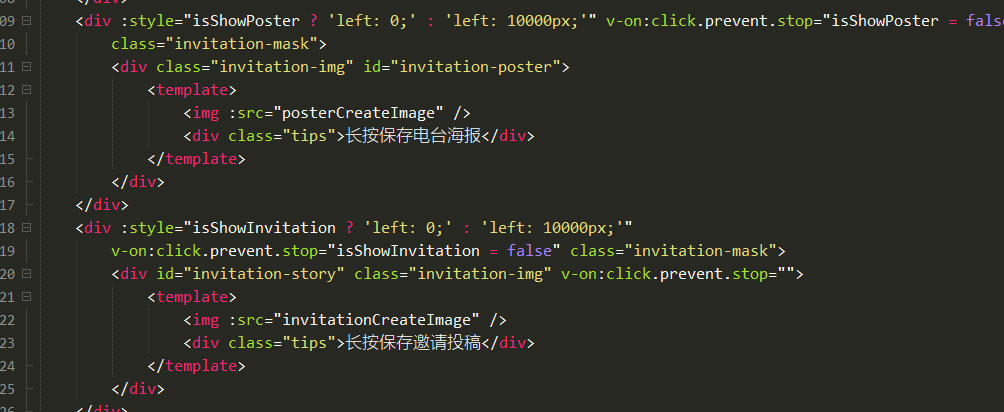 </div>
09 <div :style="isShowPoster ? 'left: 0;' : 'left: 10000px;'" v-on:click.prevent.stop="isShowPoster = fals
10 class="invitation-mask">
11 <div class="invitation-img" id="invitation-poster">
12 <template>
13 <img :src="posterCreateImage" />
14 <div class="tips">长按保存电台海报</div>
15 </template>
16 </div>
17 </div>
18 <div :style="isShowInvitation ? 'left: 0;' : 'left: 10000px;'"
19 v-on:click.prevent.stop="isShowInvitation = false" class="invitation-mask">
20 <div id="invitation-story" class="invitation-img" v-on:click.prevent.stop="">
21 <template>
22 <img :src="invitationCreateImage" />
23 <div class="tips">长按保存邀请投稿</div>
24 </template>
25 </div>
26 </div>